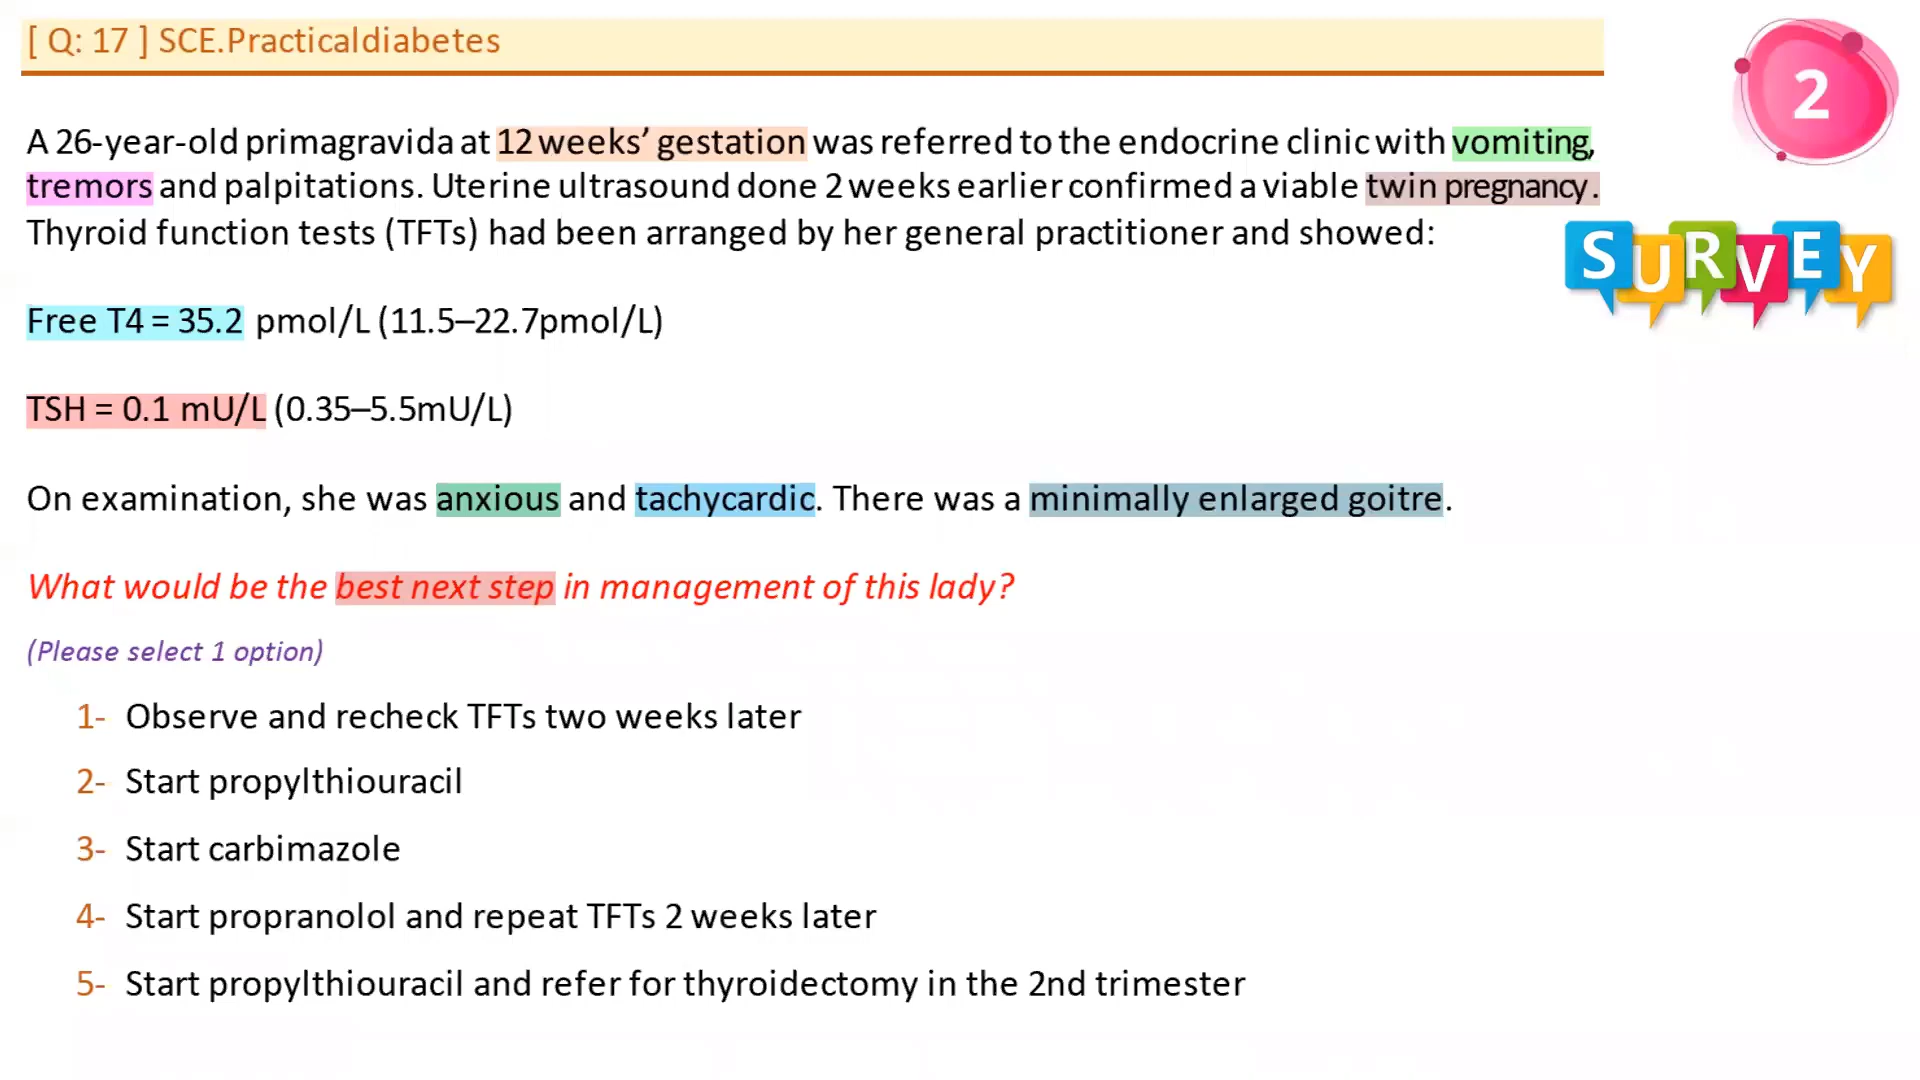 [ Q: 17 ] SCE.Practicaldiabetes
2
A 26-year-old primagravida at 12 weeks’ gestation was referred to the endocrine clinic with vomiting,
tremors and palpitations. Uterine ultrasound done 2 weeks earlier confirmed a viable twin pregnancy.
Thyroid function tests (TFTs) had been arranged by her general practitioner and showed:
SURVEY
Free T4 = 35.2 pmol/L (11.5–22.7pmol/L)
TSH = 0.1 mU/L (0.35–5.5mU/L)
On examination, she was anxious and tachycardic. There was a minimally enlarged goitre.
What would be the best next step in management of this lady?
(Please select 1 option)
1- Observe and recheck TFTs two weeks later
2- Start propylthiouracil
3- Start carbimazole
4- Start propranolol and repeat TFTs 2 weeks later
5- Start propylthiouracil and refer for thyroidectomy in the 2nd trimester